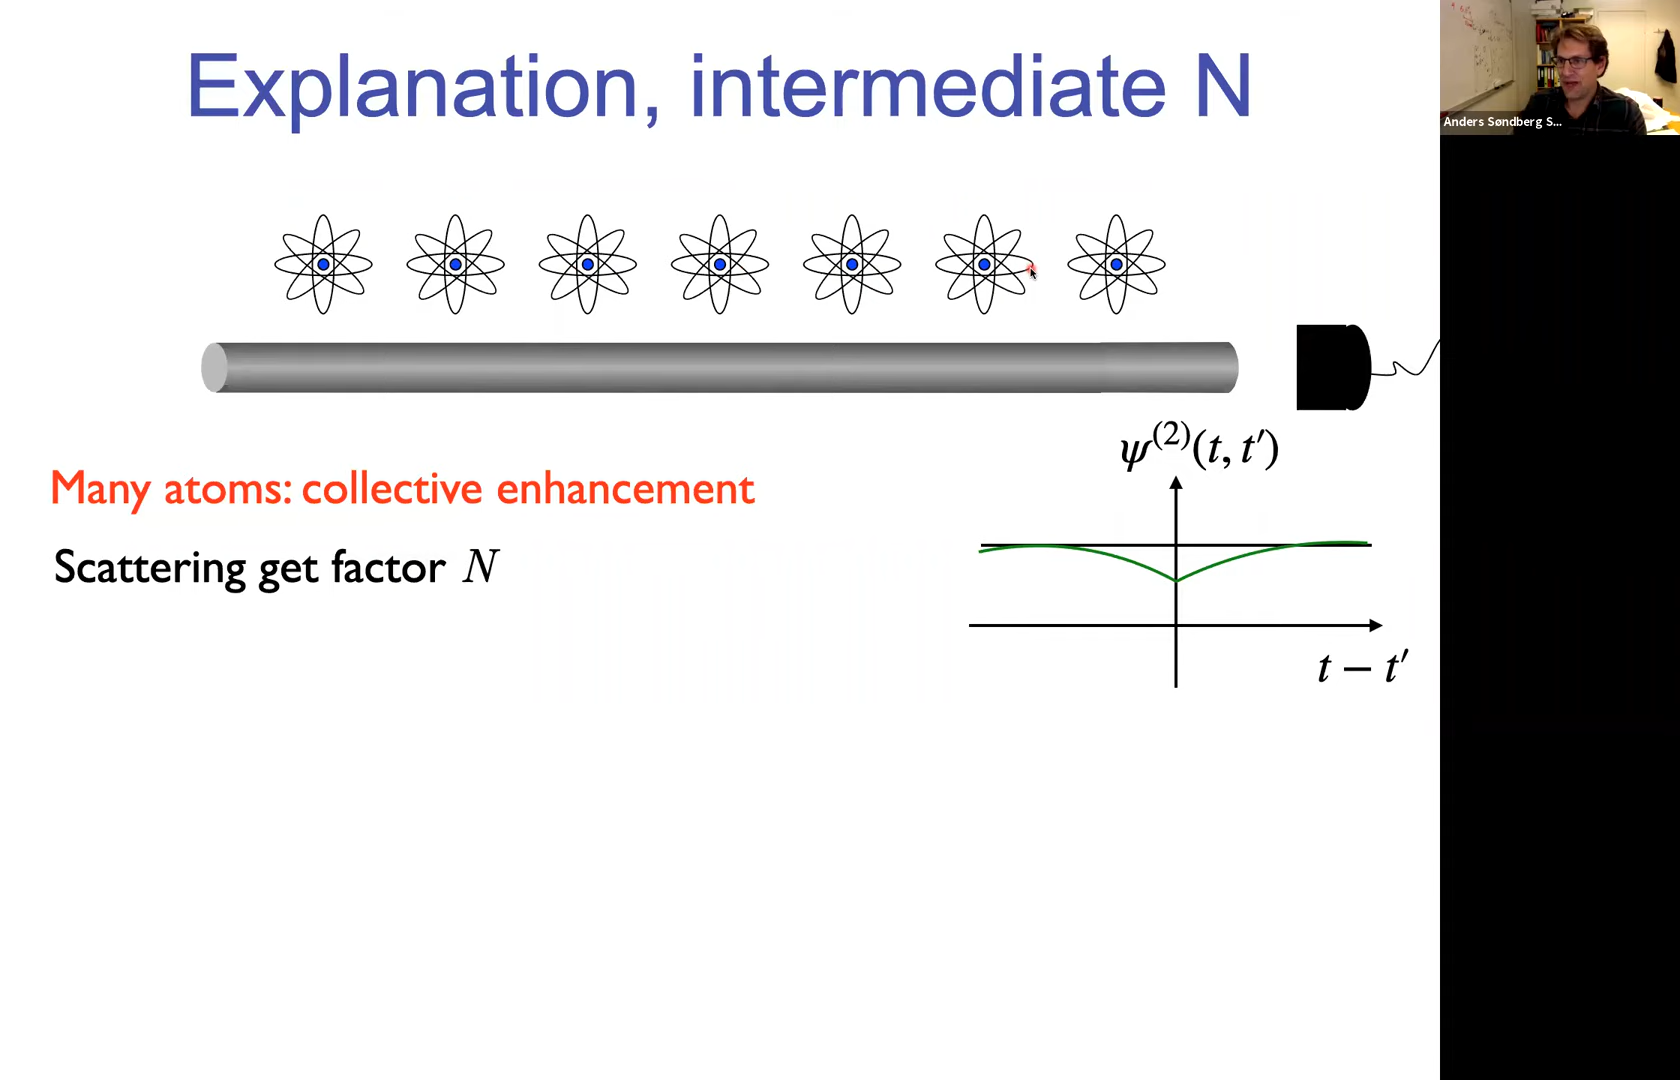 Explanation, intermediate N
Anders Søndberg S...
ψ⁽²⁾(t, t′)
Many atoms: collective enhancement
Scattering get factor N
t − t′